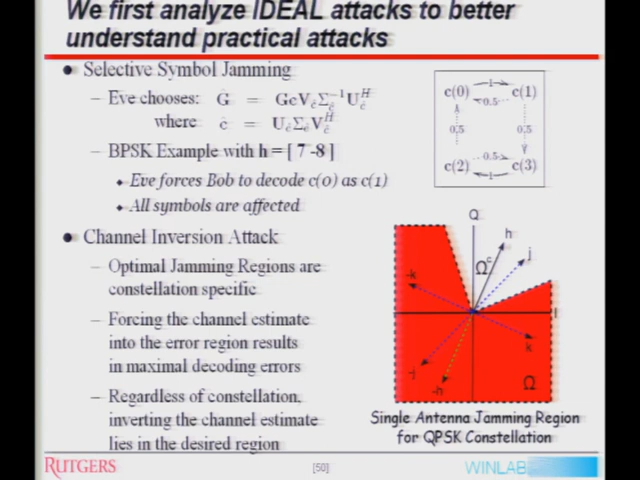 We first analyze IDEAL attacks to better
understand practical attacks
• Selective Symbol Jamming
– Eve chooses: G = GcV_ĉΣ_ĉ^{-1}U_ĉ^H
where ĉ = U_ĉΣ_ĉV_ĉ^H
– BPSK Example with h = [ 7 -8 ]
Eve forces Bob to decode c(0) as c(1)
All symbols are affected
• Channel Inversion Attack
– Optimal Jamming Regions are
constellation specific
– Forcing the channel estimate
into the error region results
in maximal decoding errors
– Regardless of constellation,
inverting the channel estimate
lies in the desired region
c(0) 1 c(1)
0.5
0.5 0.5
0.5
c(2) 1 c(3)
Q
h
j
Ω^c
-k
I
k
-j
-h
Ω
Single Antenna Jamming Region
for QPSK Constellation
RUTGERS
[50]
WINLAB